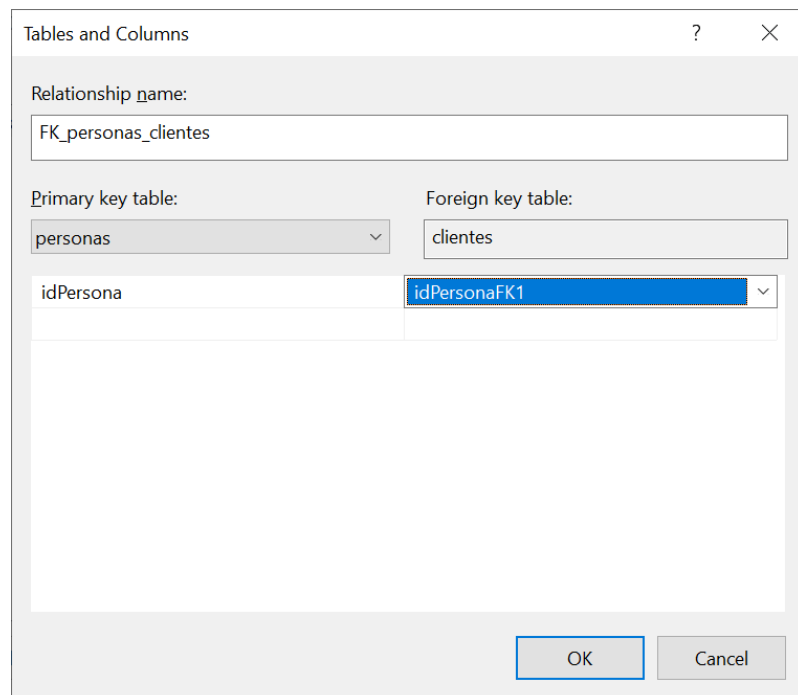 Tables and Columns ?
Relationship name:
FK_personas_clientes
Primary key table: Foreign key table:
personas clientes
idPersona idPersonaFK1
OK Cancel